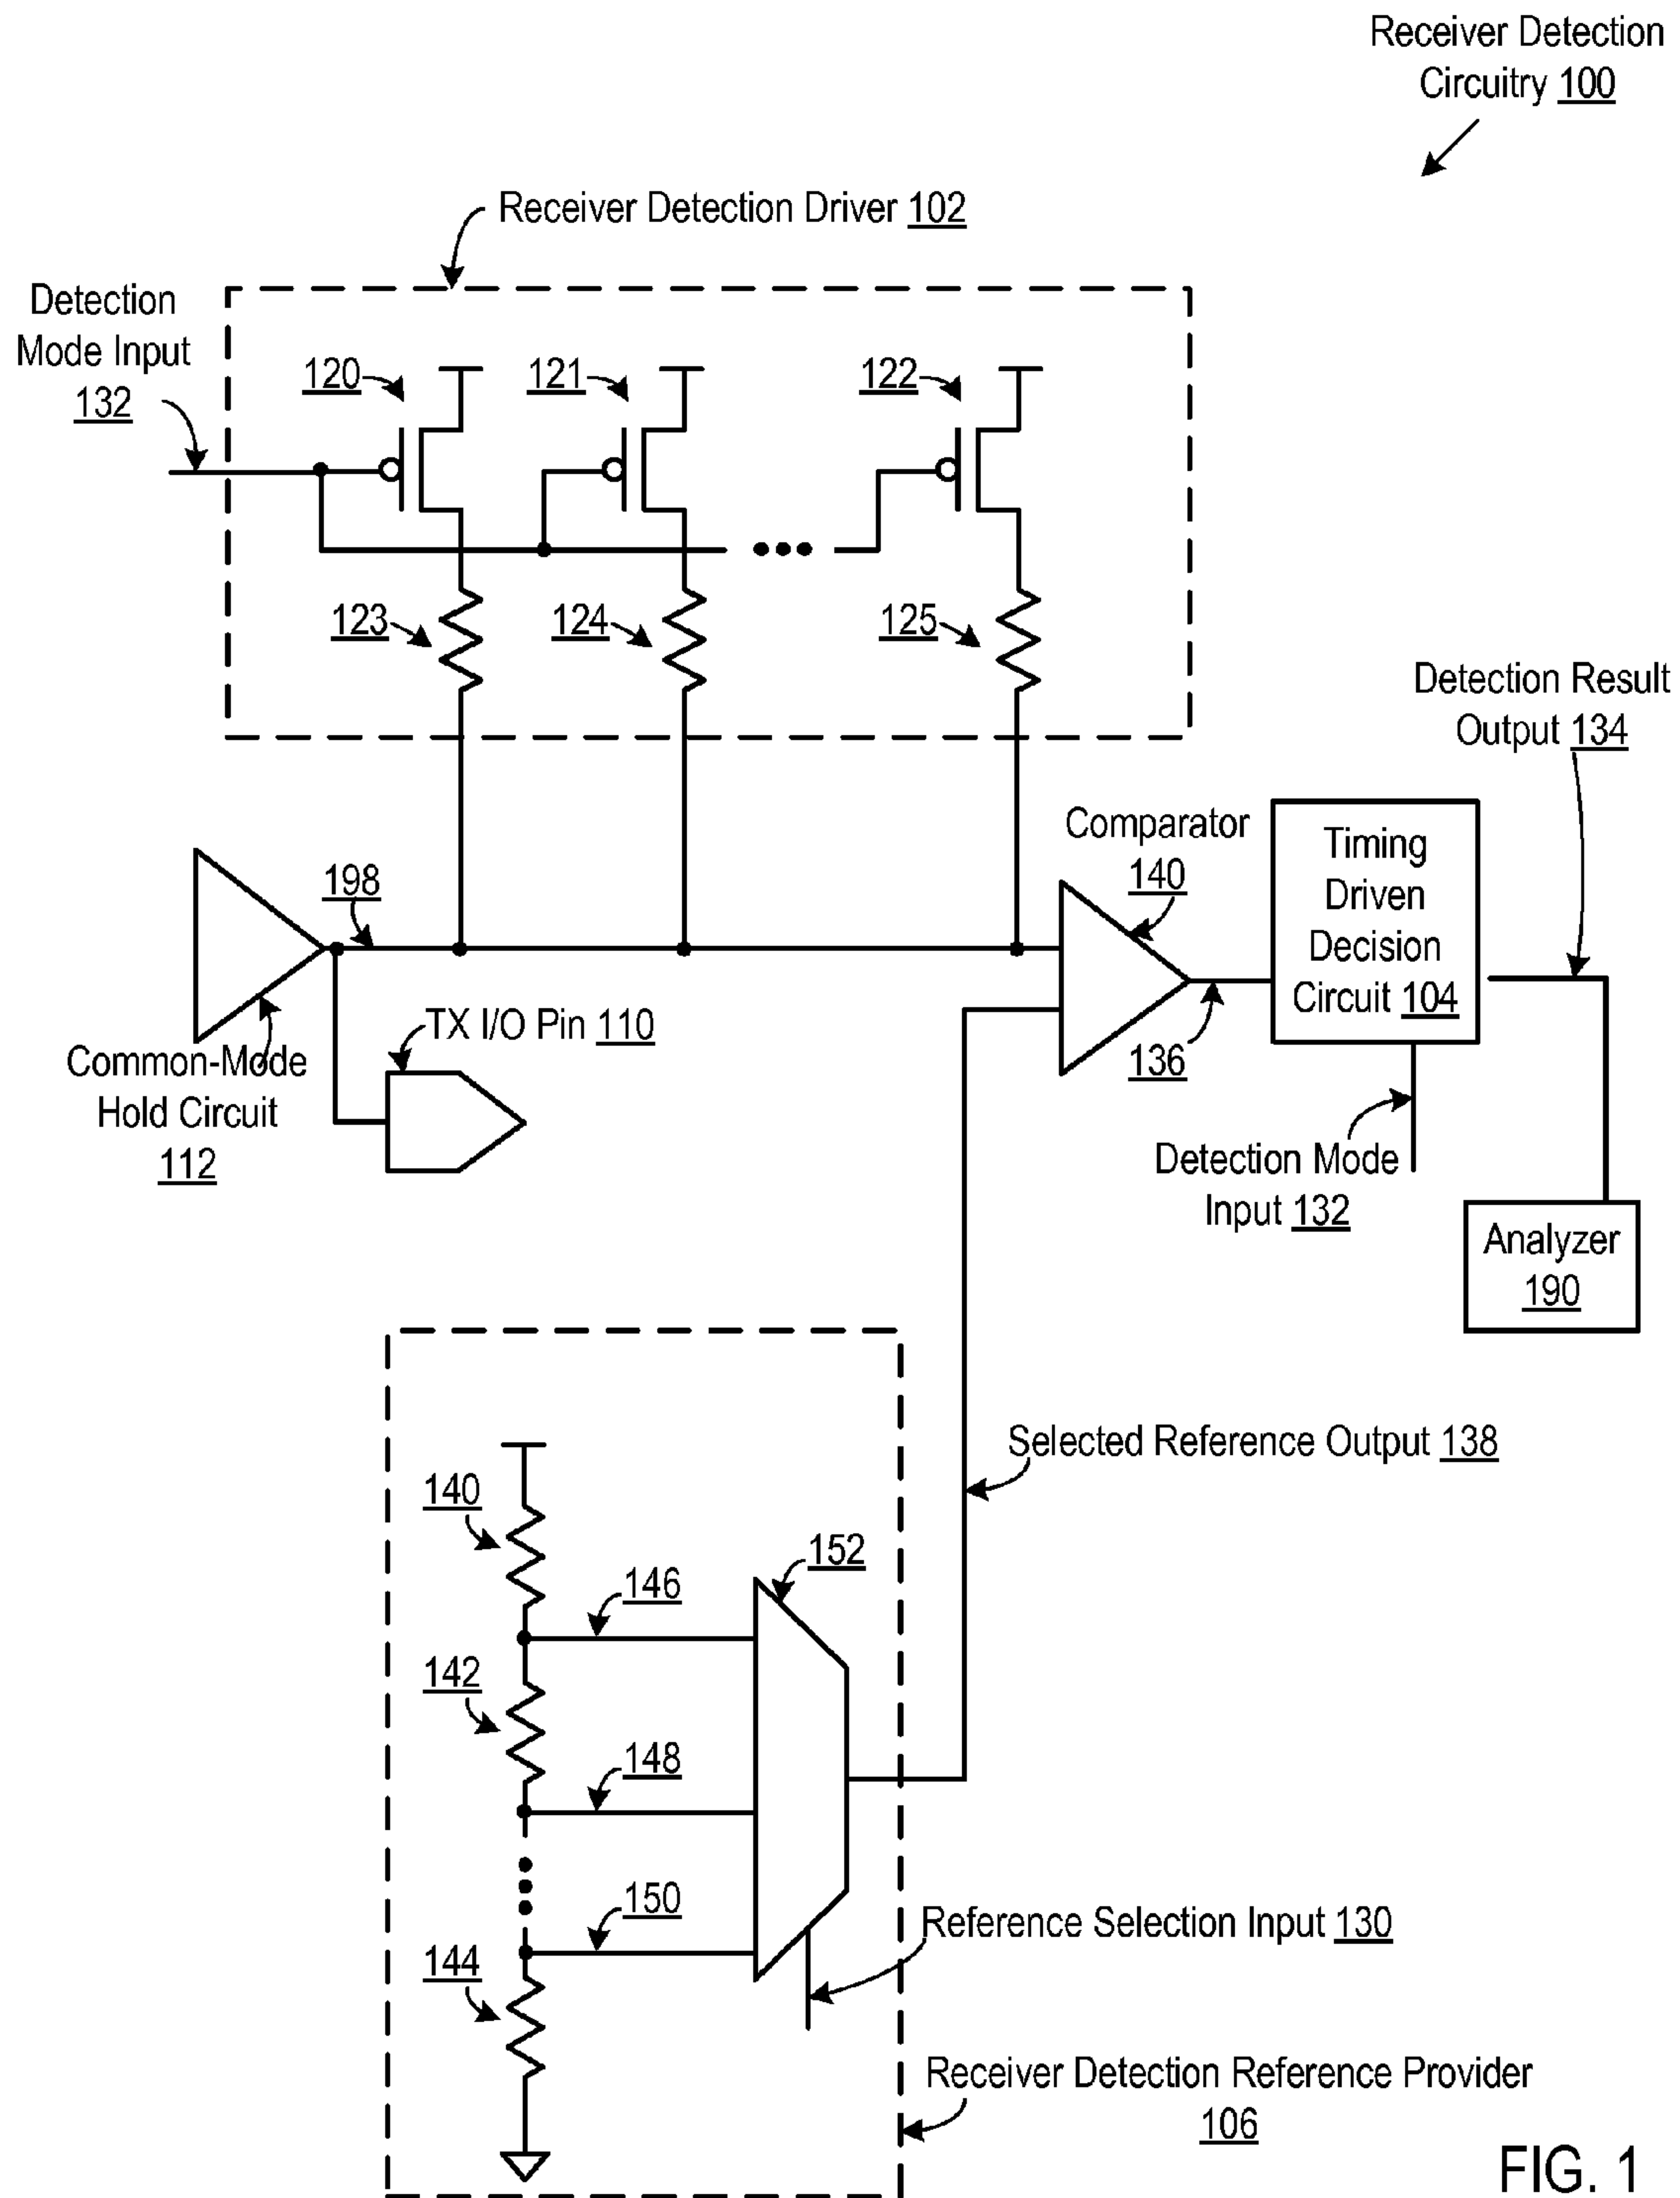 Receiver Detection
Circuitry 100
Receiver Detection Driver 102
Detection
Mode Input
132
120
121
122
123
124
125
Detection Result
Output 134
Comparator
140
Timing
Driven
Decision
Circuit 104
198
TX I/O Pin 110
Common-Mode
Hold Circuit
112
136
Detection Mode
Input 132
Analyzer
190
Selected Reference Output 138
140
152
146
142
148
150
Reference Selection Input 130
144
Receiver Detection Reference Provider
106
FIG. 1